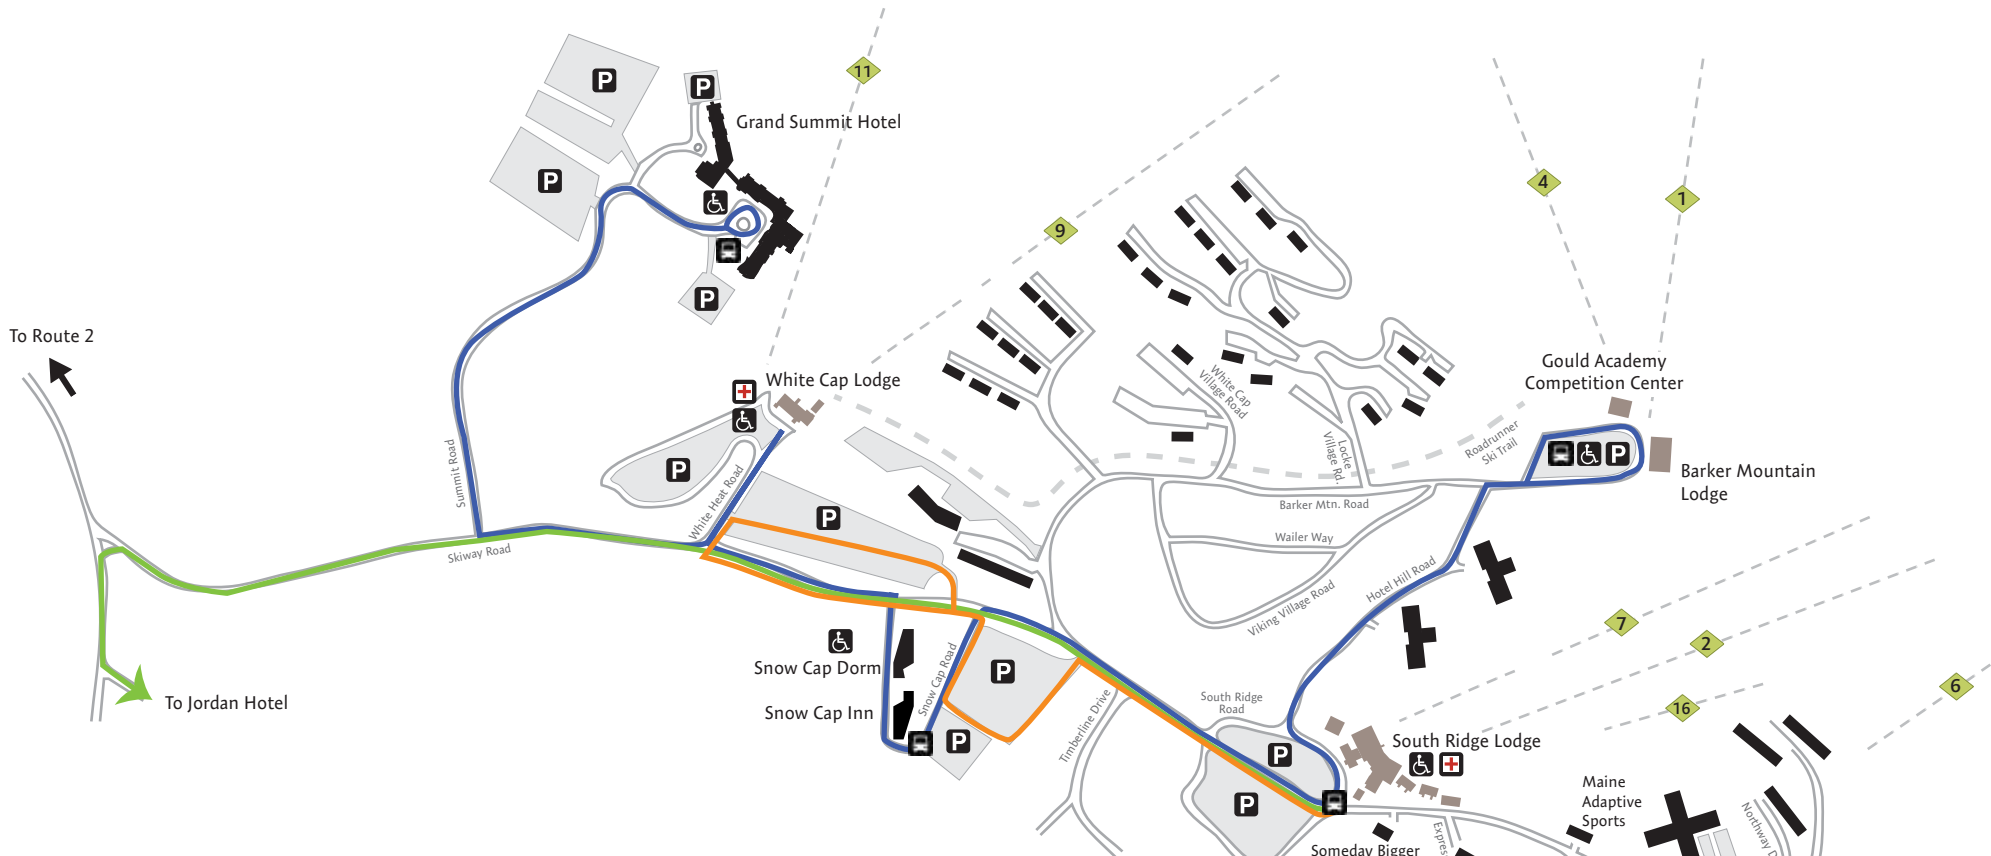 11
P
P
Grand Summit Hotel
P
4
1
9
P
To Route 2
Gould Academy
Competition Center
White Cap Lodge
White Cap
Village Road
Roadrunner
Ski Trail
Locke
Village Rd.
P
Barker Mountain
Lodge
Summit Road
P
White Heat Road
Barker Mtn. Road
P
Wailer Way
Skiway Road
Hotel Hill Road
Viking Village Road
7
2
Snow Cap Dorm
P
Snow Cap Road
6
To Jordan Hotel
Snow Cap Inn
South Ridge
Road
16
Timberline Drive
P
P
South Ridge Lodge
P
Maine
Adaptive
Sports
Northway D
Expres
Someday Bigger